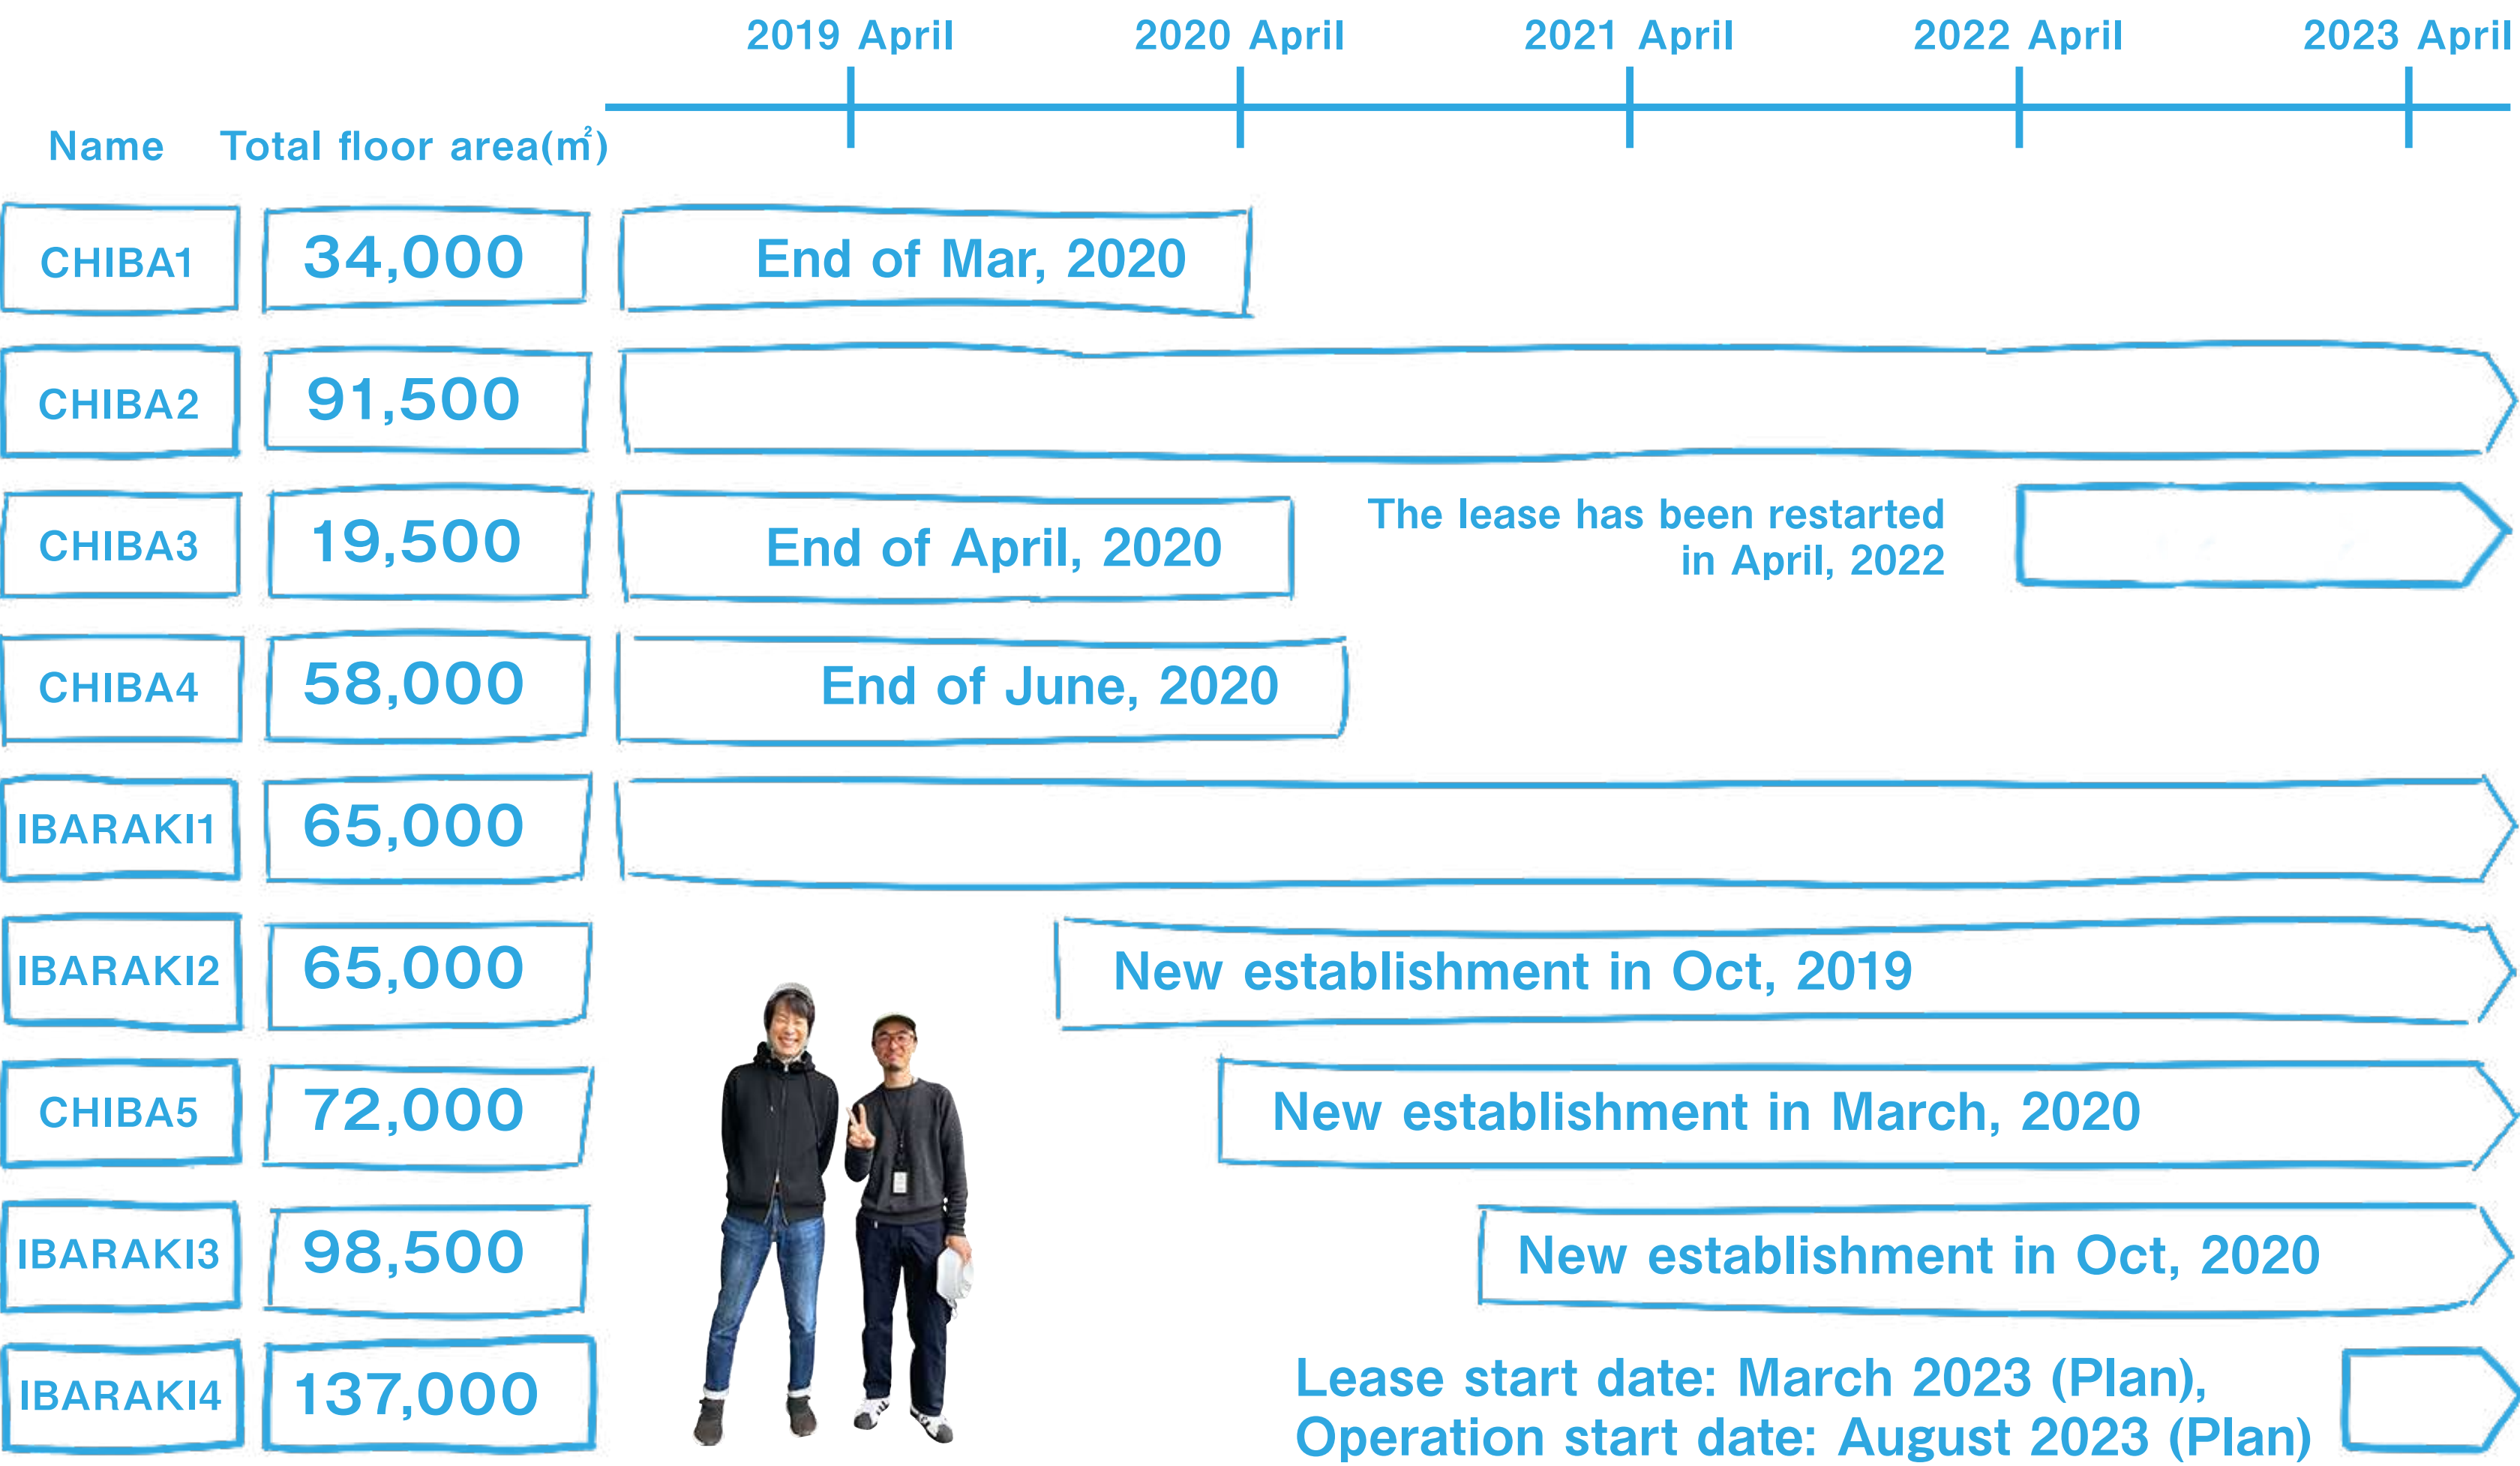 2019 April 2020 April 2021 April 2022 April 2023 April
Name Total floor area(㎡)
CHIBA1 34,000 End of Mar, 2020
CHIBA2 91,500
CHIBA3 19,500 End of April, 2020 The lease has been restarted
in April, 2022
CHIBA4 58,000 End of June, 2020
IBARAKI1 65,000
IBARAKI2 65,000 New establishment in Oct, 2019
CHIBA5 72,000 New establishment in March, 2020
IBARAKI3 98,500 New establishment in Oct, 2020
IBARAKI4 137,000 Lease start date: March 2023 (Plan),
Operation start date: August 2023 (Plan)